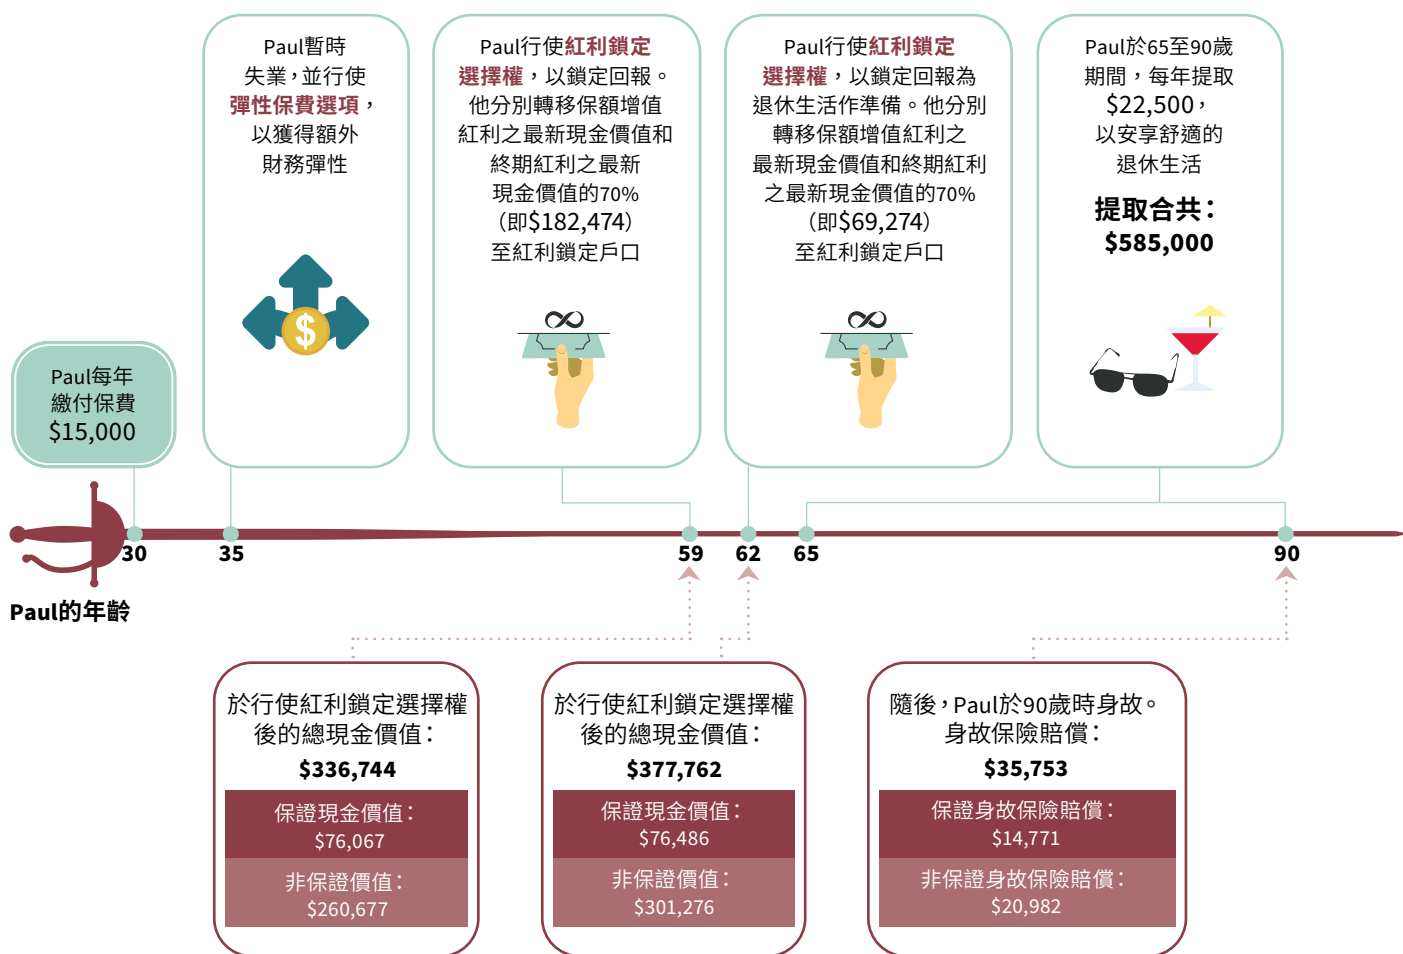 Paul每年
繳付保費
$15,000
Paul暫時
失業，並行使
彈性保費選項，
以獲得額外
財務彈性
Paul行使紅利鎖定
選擇權，以鎖定回報。
他分別轉移保額增值
紅利之最新現金價值和
終期紅利之最新
現金價值的70%
（即$182,474）
至紅利鎖定戶口
Paul行使紅利鎖定
選擇權，以鎖定回報為
退休生活作準備。他分別
轉移保額增值紅利之
最新現金價值和終期紅利
之最新現金價值的70%
（即$69,274）
至紅利鎖定戶口
Paul於65至90歲
期間，每年提取
$22,500，
以安享舒適的
退休生活
提取合共：
$585,000
$
30
35
59
62
65
90
Paul的年齡
於行使紅利鎖定選擇權
後的總現金價值：
$336,744
保證現金價值：
$76,067
非保證價值：
$260,677
於行使紅利鎖定選擇權
後的總現金價值：
$377,762
保證現金價值：
$76,486
非保證價值：
$301,276
隨後，Paul於90歲時身故。
身故保險賠償：
$35,753
保證身故保險賠償：
$14,771
非保證身故保險賠償：
$20,982